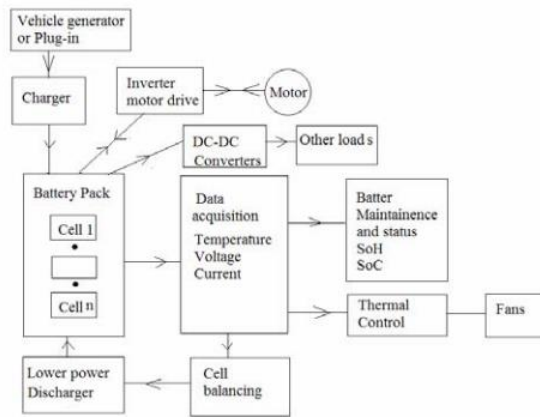 Vehicle generator
or Plug-in
Charger
Inverter
motor drive
Motor
DC-DC
Converters
Other loads
Battery Pack
Cell 1
Cell n
Data
acquisition
Temperature
Voltage
Current
Batter
Maintainence
and status
SoH
SoC
Thermal
Control
Fans
Lower power
Discharger
Cell
balancing